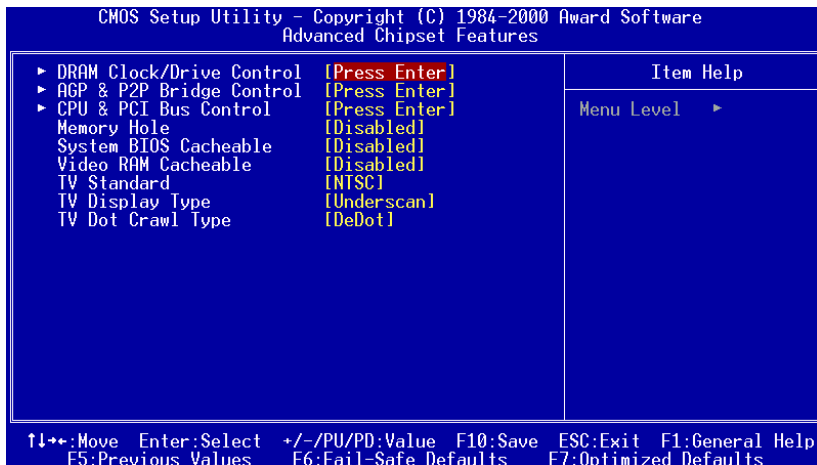 CMOS Setup Utility – Copyright (C) 1984-2000 Award Software
Advanced Chipset Features
► DRAM Clock/Drive Control [Press Enter]
► AGP & P2P Bridge Control [Press Enter]
► CPU & PCI Bus Control [Press Enter]
Memory Hole [Disabled]
System BIOS Cacheable [Disabled]
Video RAM Cacheable [Disabled]
TV Standard [NTSC]
TV Display Type [Underscan]
TV Dot Crawl Type [DeDot]
Item Help
Menu Level ►
↑↓→←:Move Enter:Select +/-/PU/PD:Value F10:Save ESC:Exit F1:General Help
F5:Previous Values F6:Fail-Safe Defaults F7:Optimized Defaults